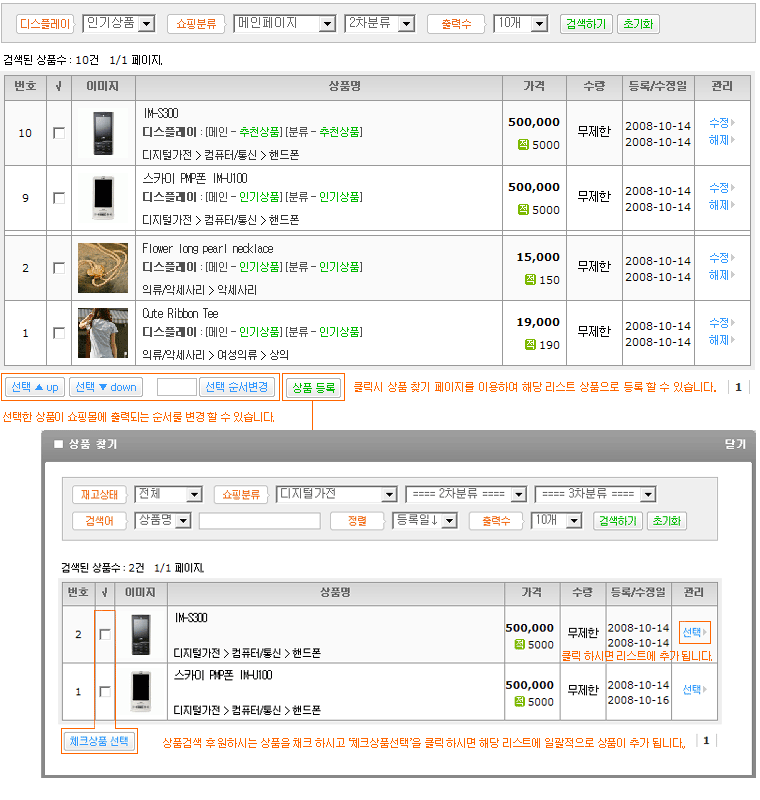 디스플레이 인기상품 쇼핑분류 메인페이지 2차분류 출력수 10개 검색하기 초기화
검색된 상품수 : 10건 1/1 페이지.
번호 √ 이미지 상품명 가격 수량 등록/수정일 관리
IM-S300
10 디스플레이 : [메인 - 추천상품] [분류 - 추천상품] 500,000 무제한 2008-10-14 수정
디지털가전 > 컴퓨터/통신 > 핸드폰 적 5000 2008-10-14 해제
스카이 PMP폰 IM-U100
9 디스플레이 : [메인 - 인기상품] [분류 - 인기상품] 500,000 무제한 2008-10-14 수정
디지털가전 > 컴퓨터/통신 > 핸드폰 적 5000 2008-10-14 해제
Flower long pearl necklace
2 디스플레이 : [메인 - 인기상품] [분류 - 인기상품] 15,000 무제한 2008-10-14 수정
의류/악세사리 > 악세사리 적 150 2008-10-14 해제
Cute Ribbon Tee
1 디스플레이 : [메인 - 인기상품] [분류 - 인기상품] 19,000 무제한 2008-10-14 수정
의류/악세사리 > 여성의류 > 상의 적 190 2008-10-14 해제
선택 ▲ up 선택 ▼ down 선택 순서변경 상품 등록 클릭시 상품 찾기 페이지를 이용하여 해당 리스트 상품으로 등록 할 수 있습니다. 1
선택한 상품이 쇼핑몰에 출력되는 순서를 변경 할 수 있습니다.
■ 상품 찾기 닫기
재고상태 전체 쇼핑분류 디지털가전 ==== 2차분류 ==== ==== 3차분류 ====
검색어 상품명 정렬 등록일↓ 출력수 10개 검색하기 초기화
검색된 상품수 : 2건 1/1 페이지.
번호 √ 이미지 상품명 가격 수량 등록/수정일 관리
IM-S300
2 500,000 무제한 2008-10-14 선택
디지털가전 > 컴퓨터/통신 > 핸드폰 적 5000 2008-10-14
클릭 하시면 리스트에 추가 됩니다.
스카이 PMP폰 IM-U100
1 500,000 무제한 2008-10-14 선택
디지털가전 > 컴퓨터/통신 > 핸드폰 적 5000 2008-10-16
체크상품 선택 상품검색 후 원하시는 상품을 체크 하시고 '체크상품선택'을 클릭 하시면 해당 리스트에 일괄적으로 상품이 추가 됩니다. 1